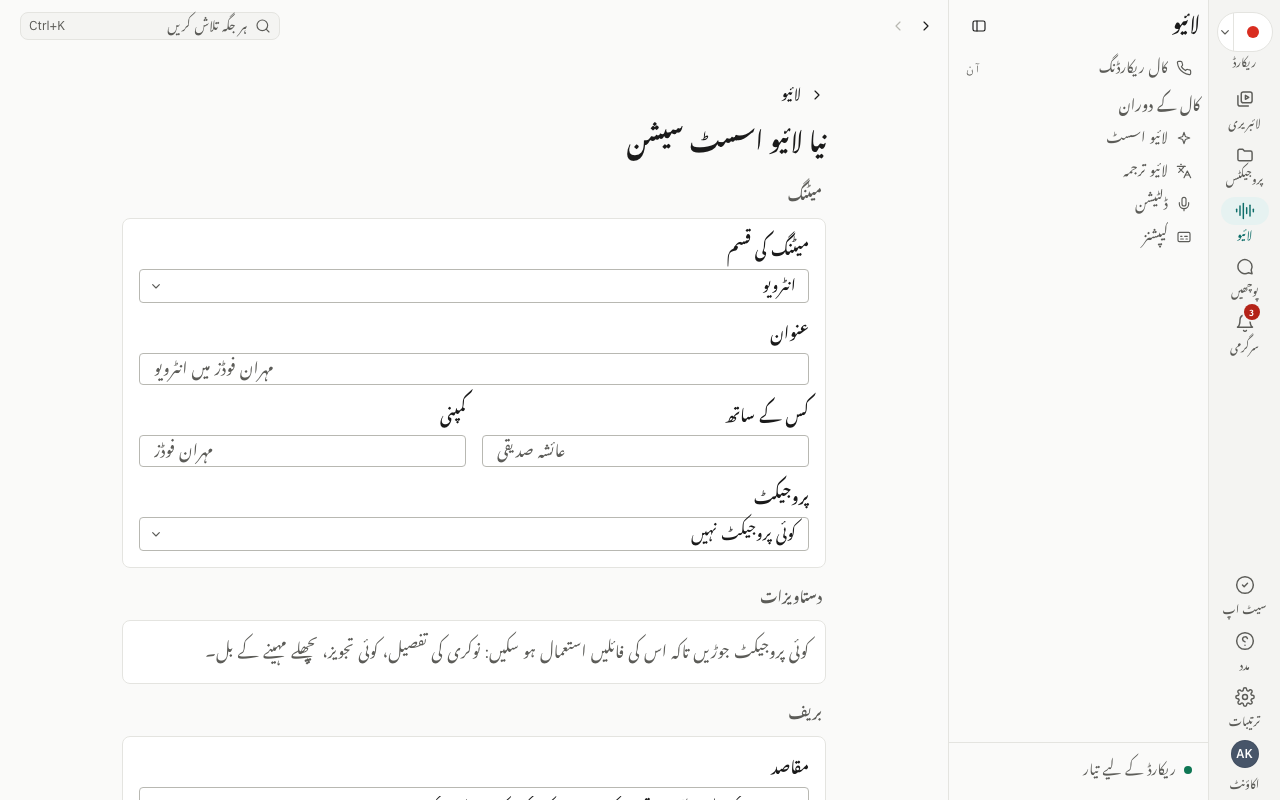 ریکارڈ
لائبریری
پروجیکٹس
لائیو
پوچھیں
3
سرگرمی
سیٹ اپ
مدد
ترتیبات
AK
اکاؤنٹ
لائیو
کال ریکارڈنگ
آن
کال کے دوران
لائیو اسسٹ
لائیو ترجمہ
ڈکٹیشن
کیپشنز
ریکارڈ کے لیے تیار
ہر جگہ تلاش کریں
Ctrl+K
لائیو
نیا لائیو اسسٹ سیشن
میٹنگ
میٹنگ کی قسم
انٹرویو
عنوان
مہران فوڈز میں انٹرویو
کس کے ساتھ
کمپنی
عائشہ صدیقی
مہران فوڈز
پروجیکٹ
کوئی پروجیکٹ نہیں
دستاویزات
کوئی پروجیکٹ جوڑیں تاکہ اس کی فائلیں استعمال ہو سکیں: نوکری کی تفصیل، کوئی تجویز، پچھلے مہینے کے بل۔
بریف
مقاصد